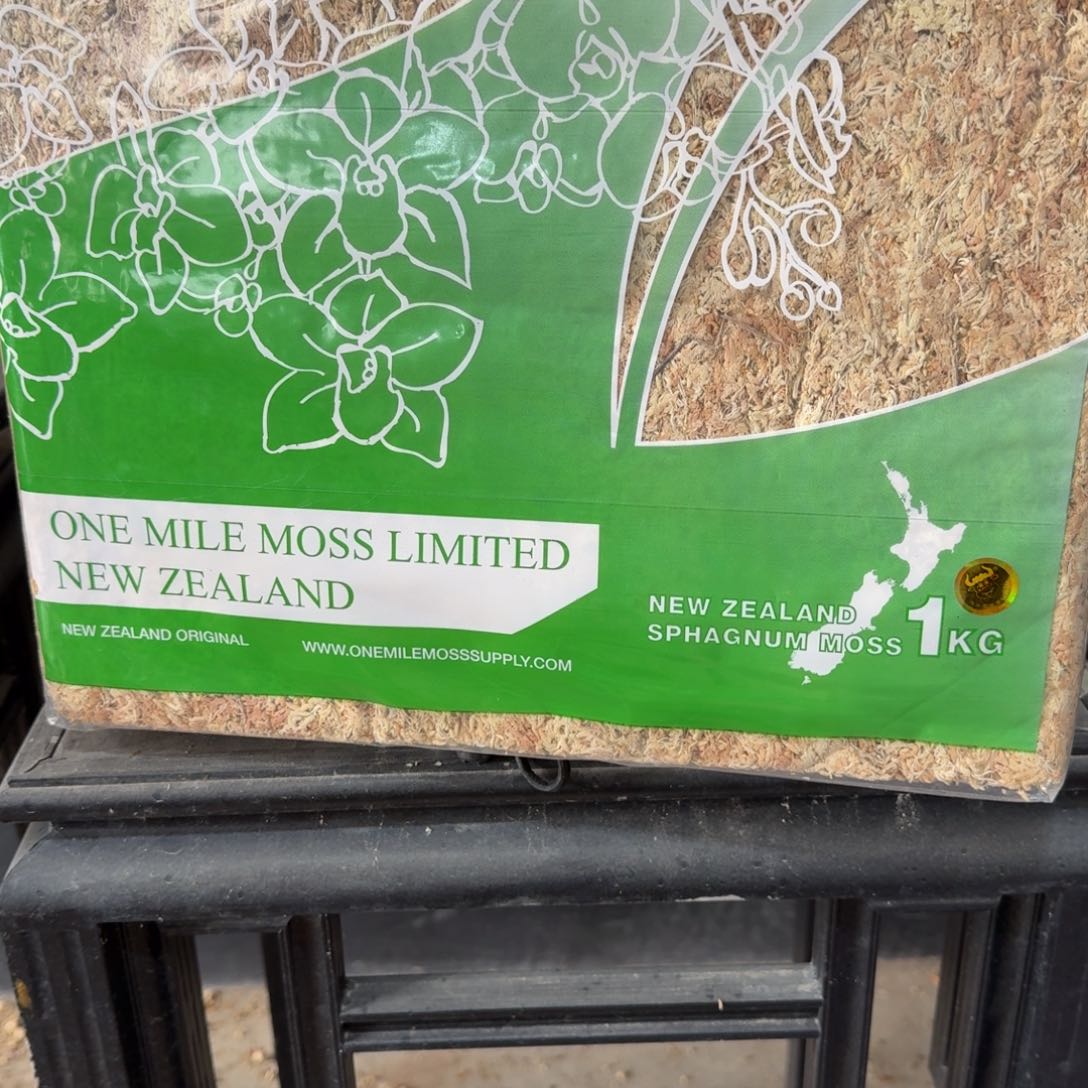 ONE MILE MOSS LIMITED
NEW ZEALAND
NEW ZEALAND ORIGINAL
WWW.ONEMILEMOSSSUPPLY.COM
NEW ZEALAND
SPHAGNUM MOSS 1KG